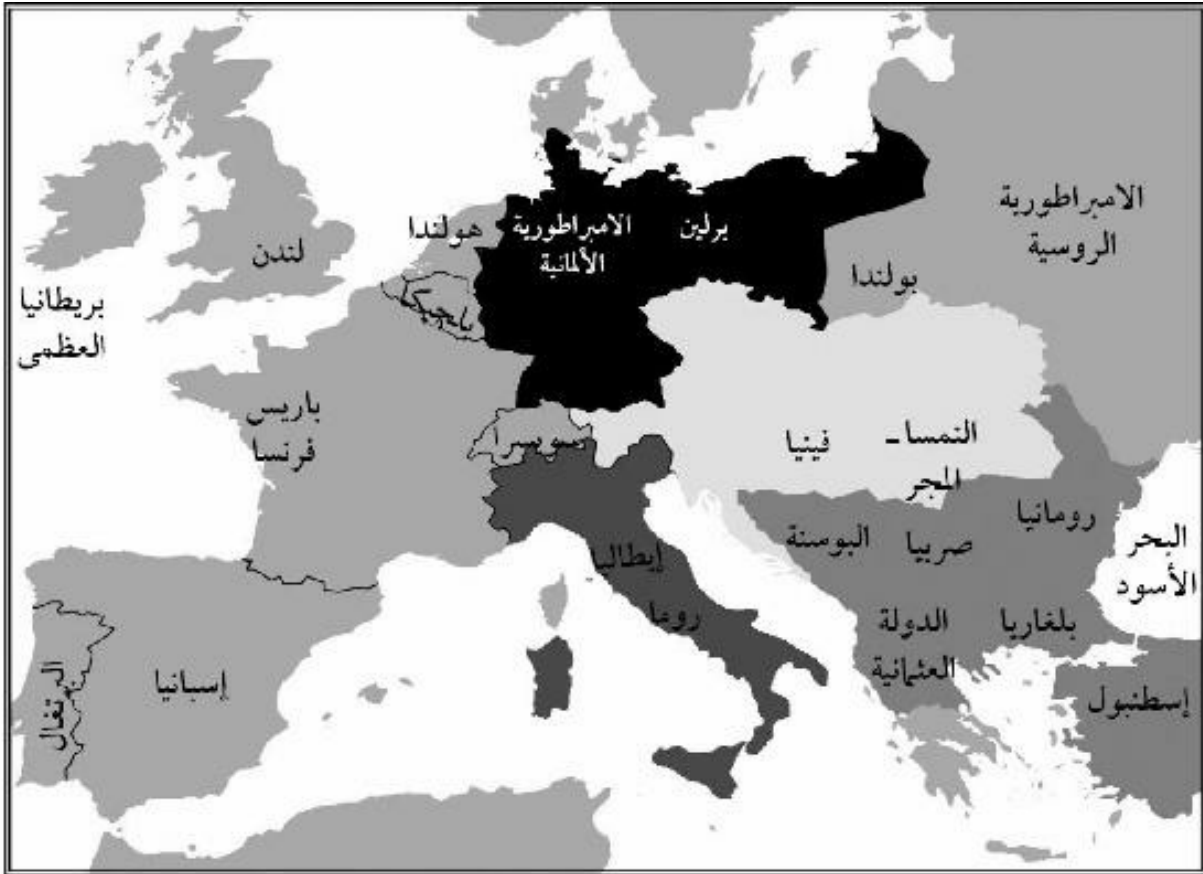 الامبراطورية
الروسية
بولندا
برلين
الامبراطورية
الألمانية
هولندا
بلجيكا
لندن
بريطانيا
العظمى
باريس
فرنسا
سويسرا
النمسا -
المجر
فينيا
رومانيا
صربيا
البوسنة
البحر
الأسود
إيطاليا
روما
بلغاريا
الدولة
العثمانية
إسطنبول
إسبانيا
البرتغال